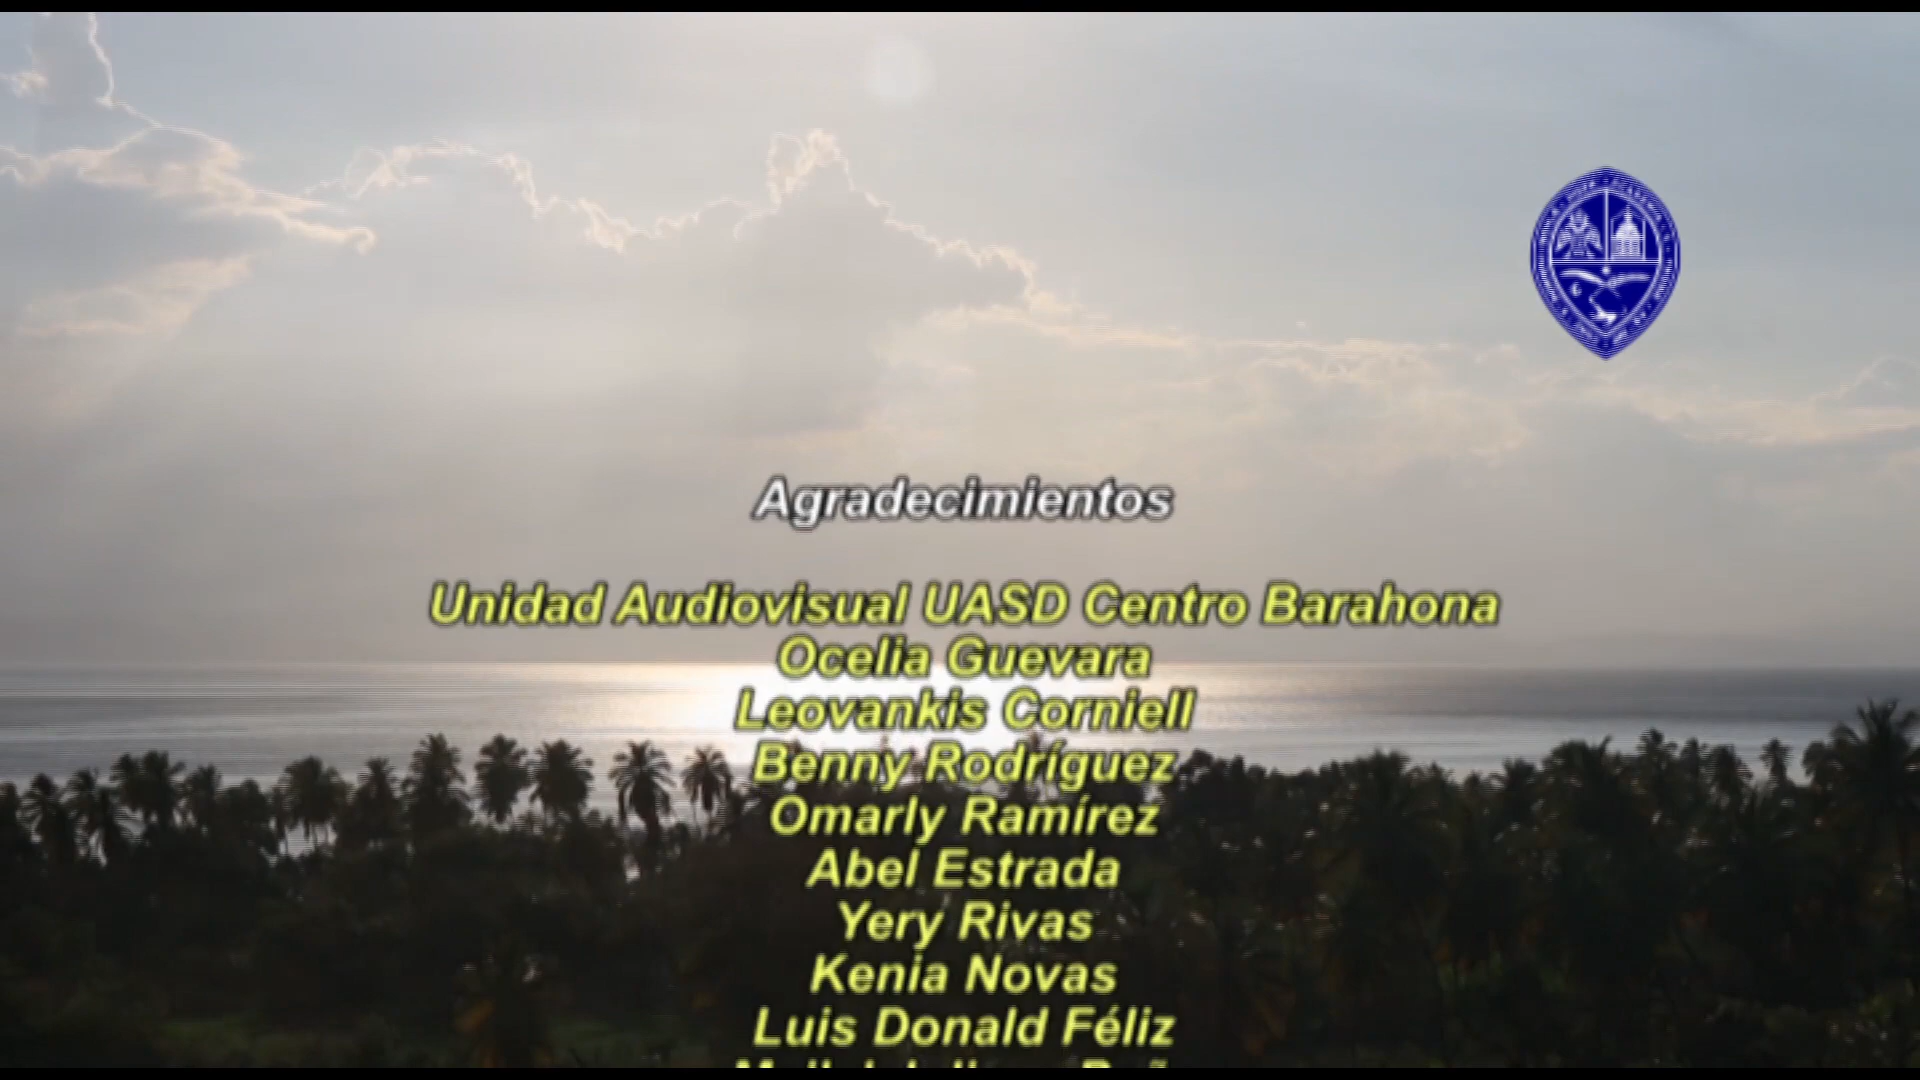 Agradecimientos
Unidad Audiovisual UASD Centro Barahona
Ocelia Guevara
Leovankis Corniell
Benny Rodríguez
Omarly Ramírez
Abel Estrada
Yery Rivas
Kenia Novas
Luis Donald Féliz